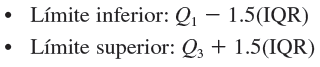 • Límite inferior: Q₁ − 1.5(IQR)
• Límite superior: Q₃ + 1.5(IQR)